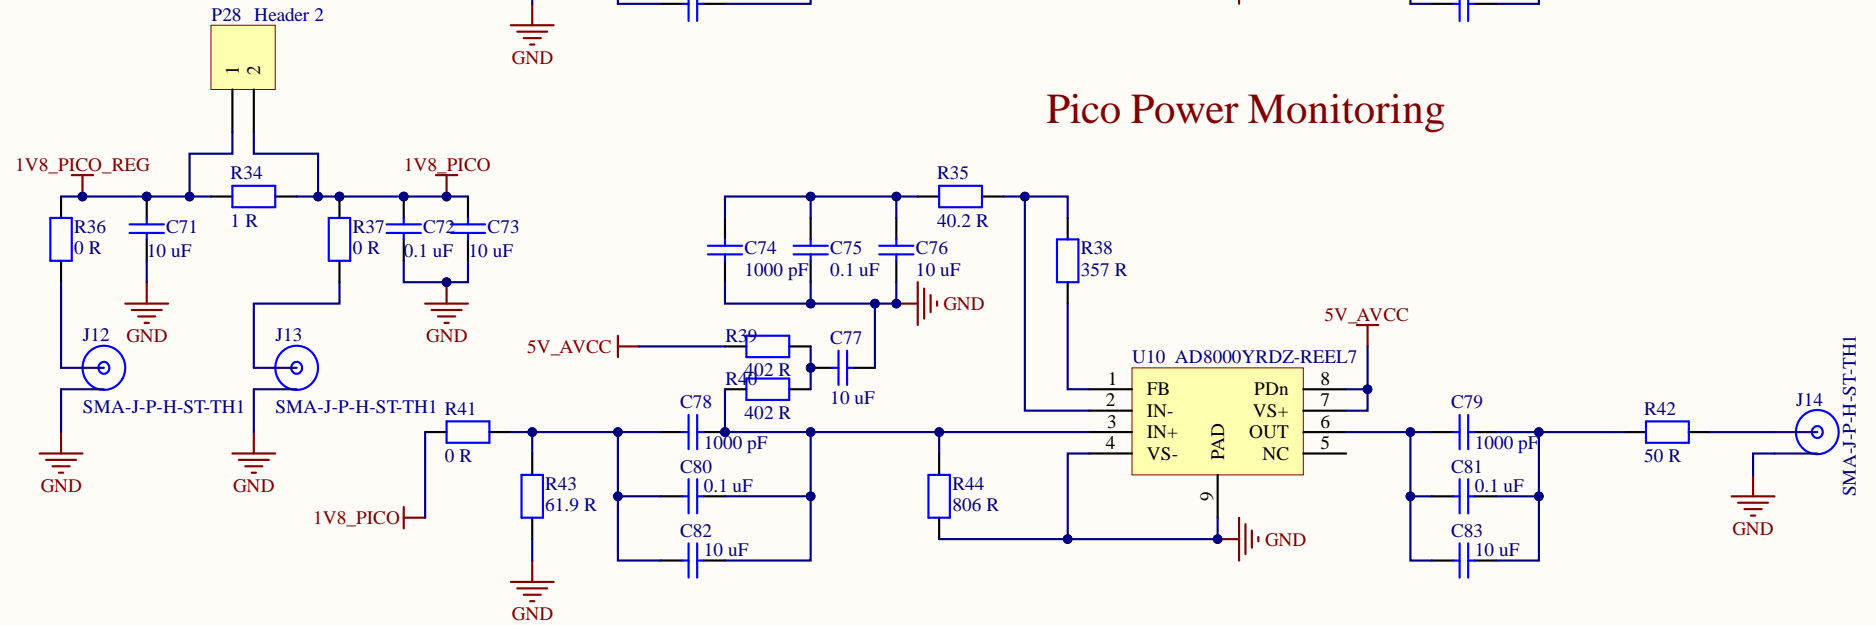 P28 Header 2
1
2
GND
Pico Power Monitoring
1V8_PICO_REG
R34
1 R
1V8_PICO
R36
0 R
C71
10 uF
R37
0 R
C72
0.1 uF
C73
10 uF
GND
GND
J12
SMA-J-P-H-ST-TH1
GND
J13
SMA-J-P-H-ST-TH1
GND
R35
40.2 R
C74
1000 pF
C75
0.1 uF
C76
10 uF
GND
R38
357 R
5V_AVCC
R39
402 R
R40
402 R
C77
10 uF
R41
0 R
1V8_PICO
R43
61.9 R
GND
C78
1000 pF
C80
0.1 uF
C82
10 uF
R44
806 R
U10 AD8000YRDZ-REEL7
1 FB
2 IN-
3 IN+
4 VS-
PDn 8
VS+ 7
OUT 6
NC 5
PAD
9
GND
5V_AVCC
C79
1000 pF
C81
0.1 uF
C83
10 uF
R42
50 R
J14
SMA-J-P-H-ST-TH1
GND